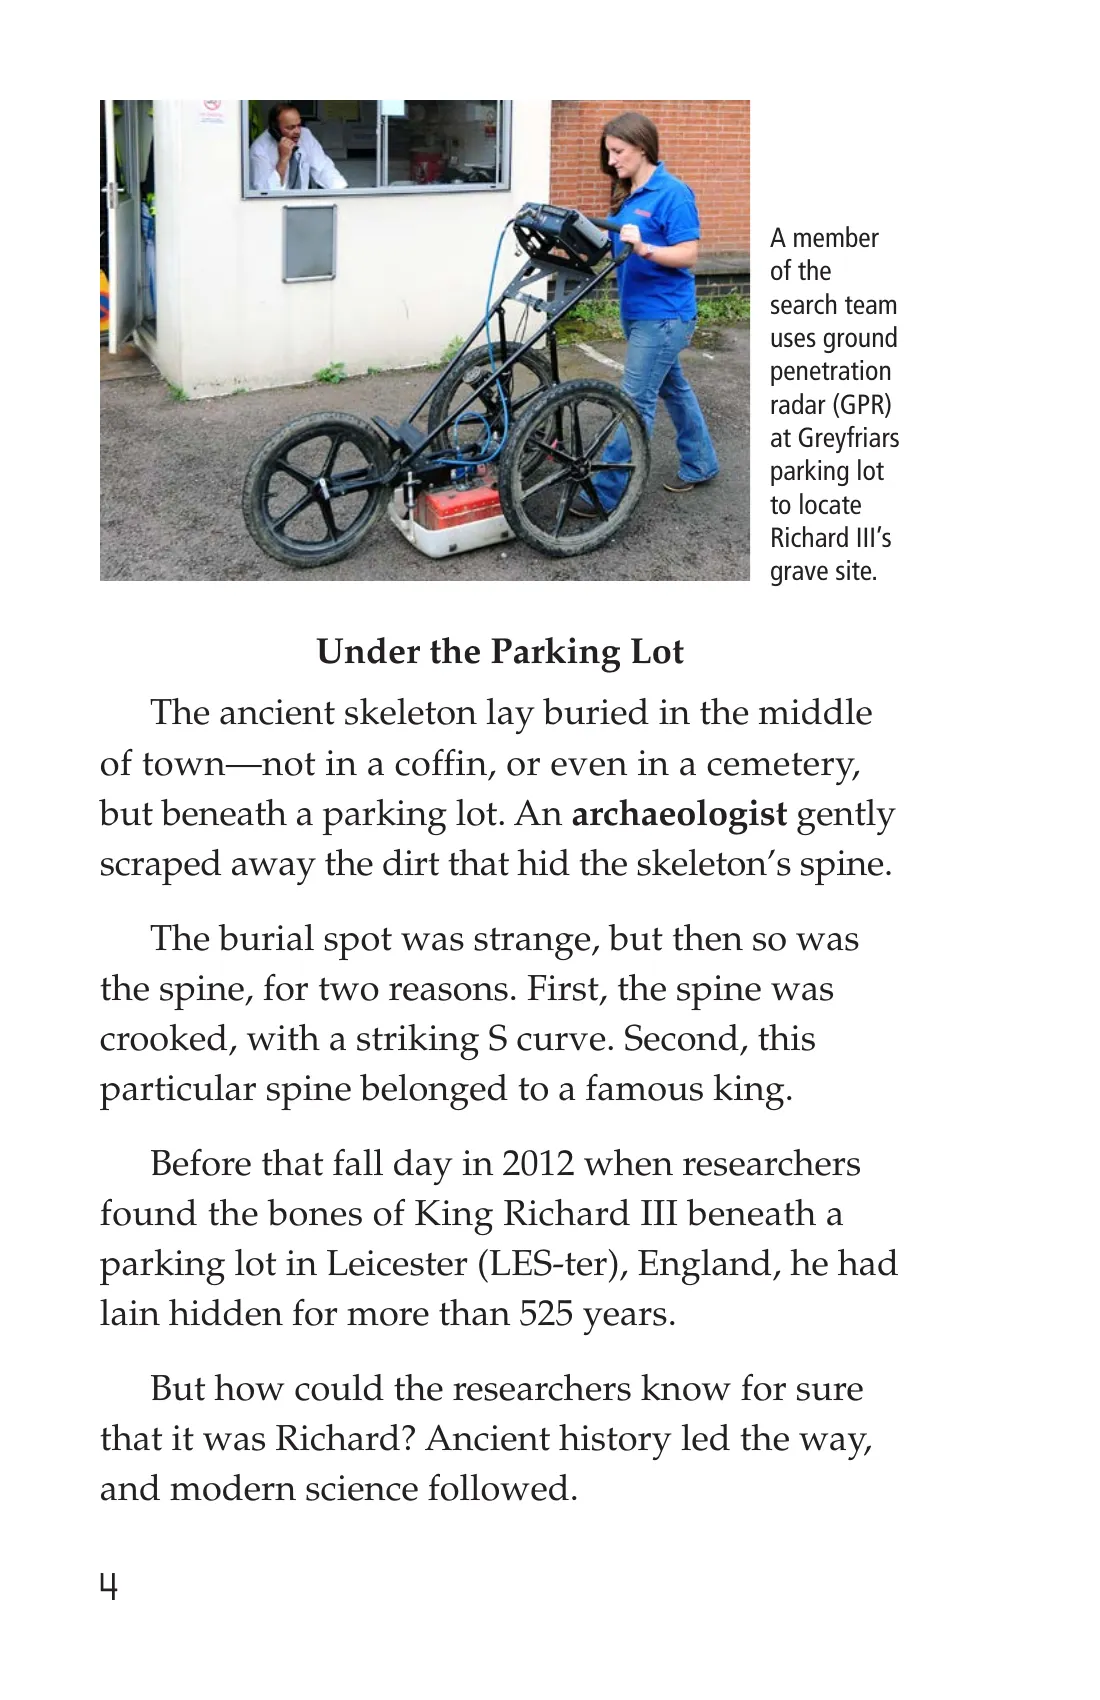 A member
of the
search team
uses ground
penetration
radar (GPR)
at Greyfriars
parking lot
to locate
Richard III’s
grave site.
Under the Parking Lot
The ancient skeleton lay buried in the middle
of town—not in a coffin, or even in a cemetery,
but beneath a parking lot. An archaeologist gently
scraped away the dirt that hid the skeleton’s spine.
The burial spot was strange, but then so was
the spine, for two reasons. First, the spine was
crooked, with a striking S curve. Second, this
particular spine belonged to a famous king.
Before that fall day in 2012 when researchers
found the bones of King Richard III beneath a
parking lot in Leicester (LES-ter), England, he had
lain hidden for more than 525 years.
But how could the researchers know for sure
that it was Richard? Ancient history led the way,
and modern science followed.
4